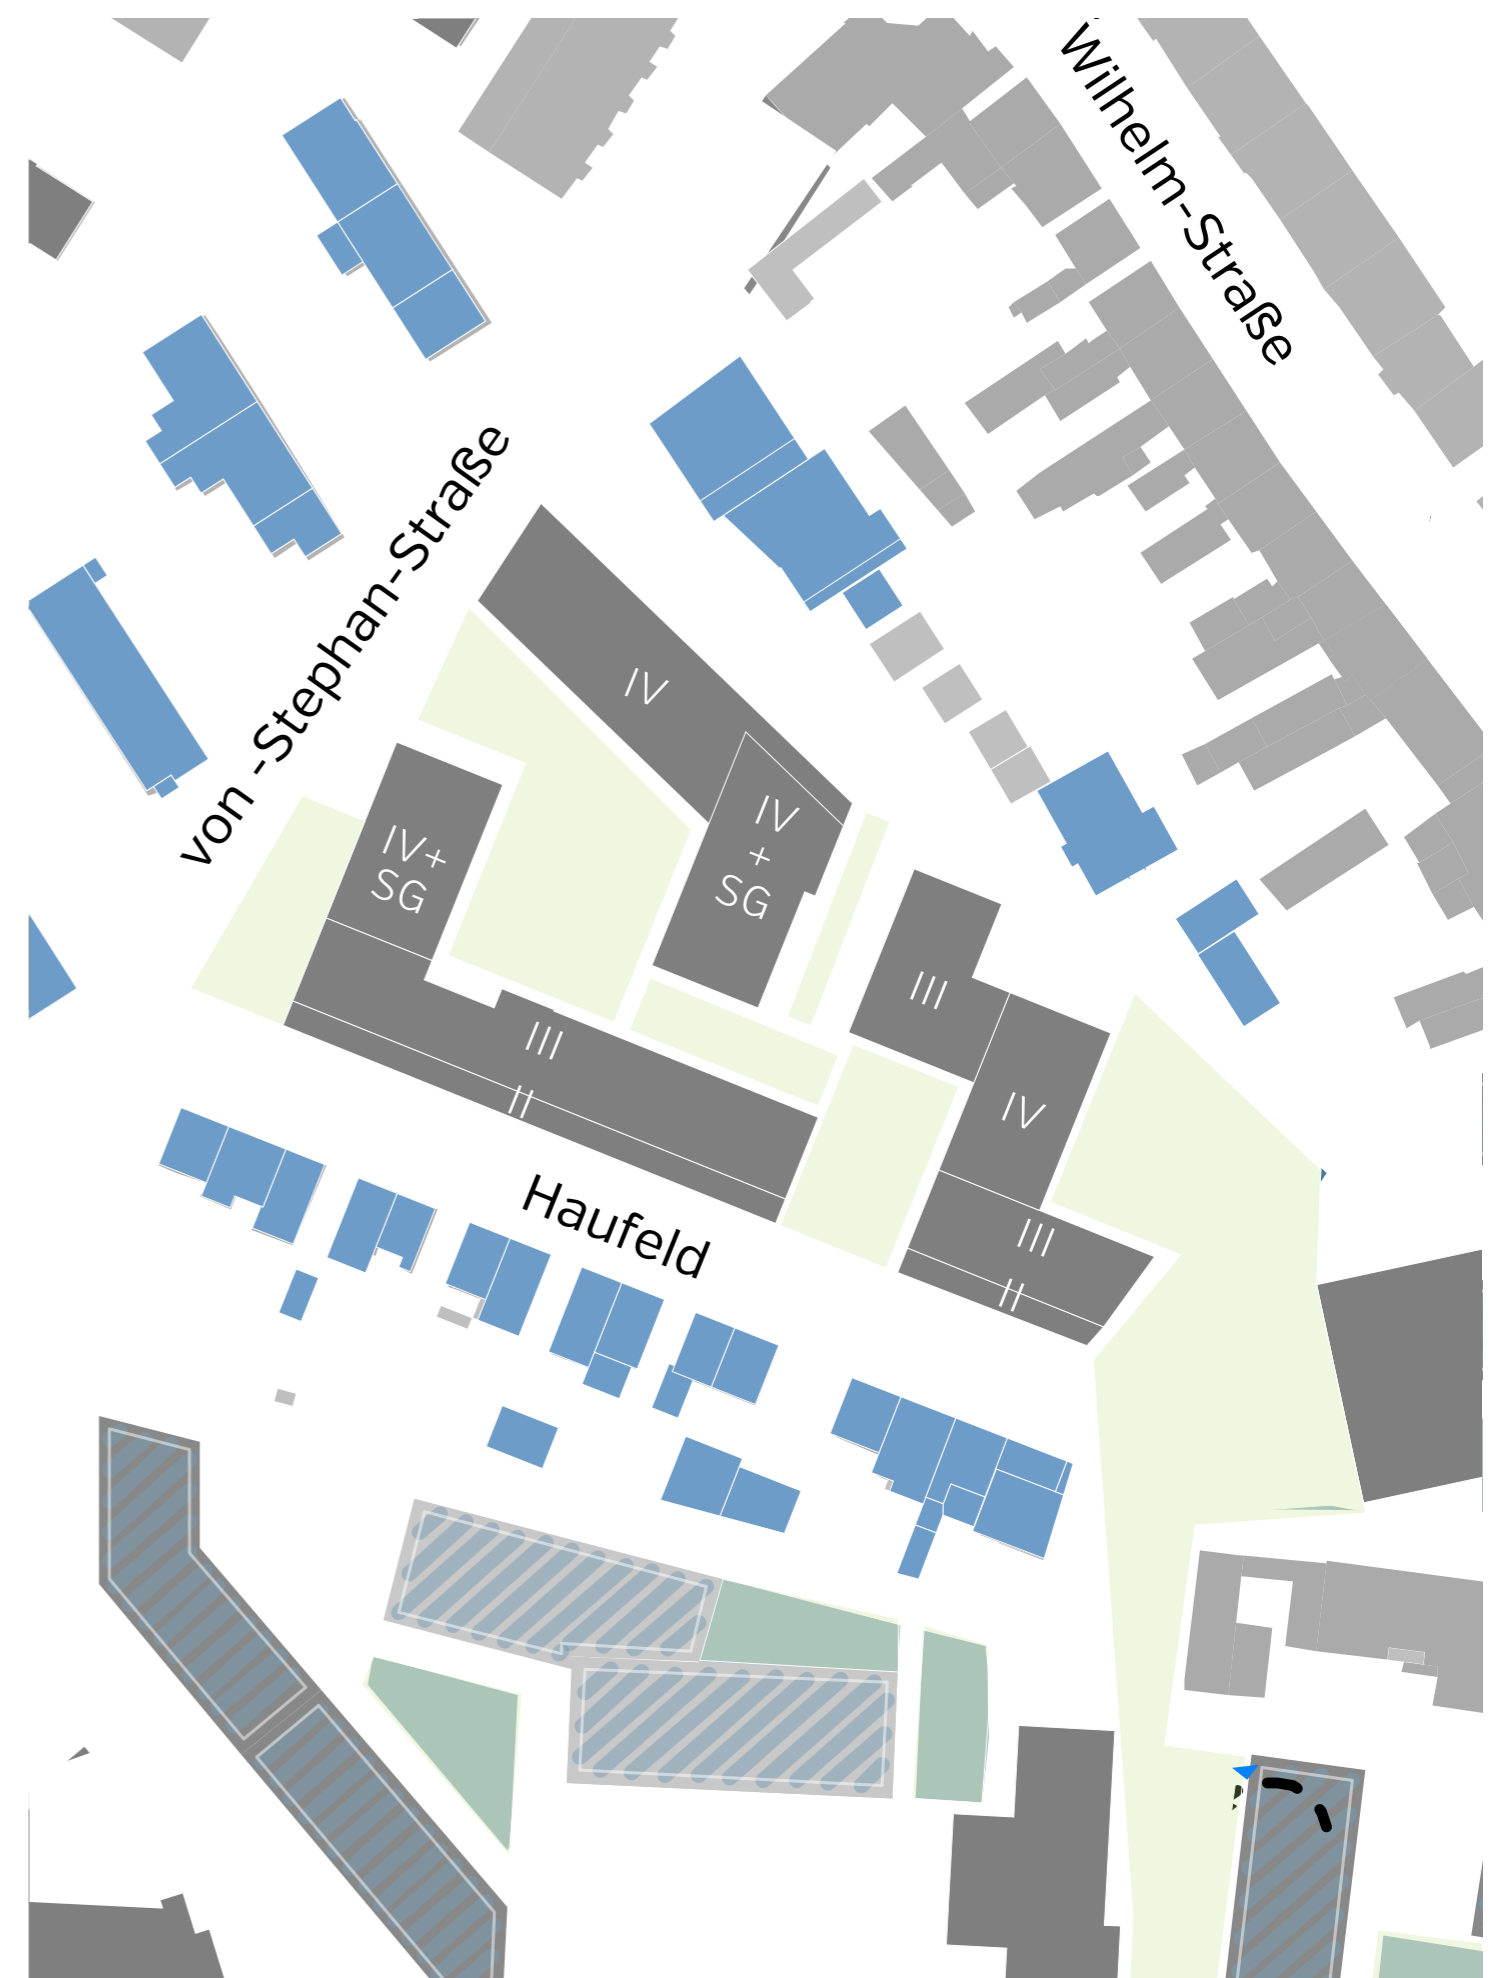 Wilhelm-Straße
von -Stephan-Straße
IV
IV
+
SG
IV+
SG
III
III
II
IV
Haufeld
III
II